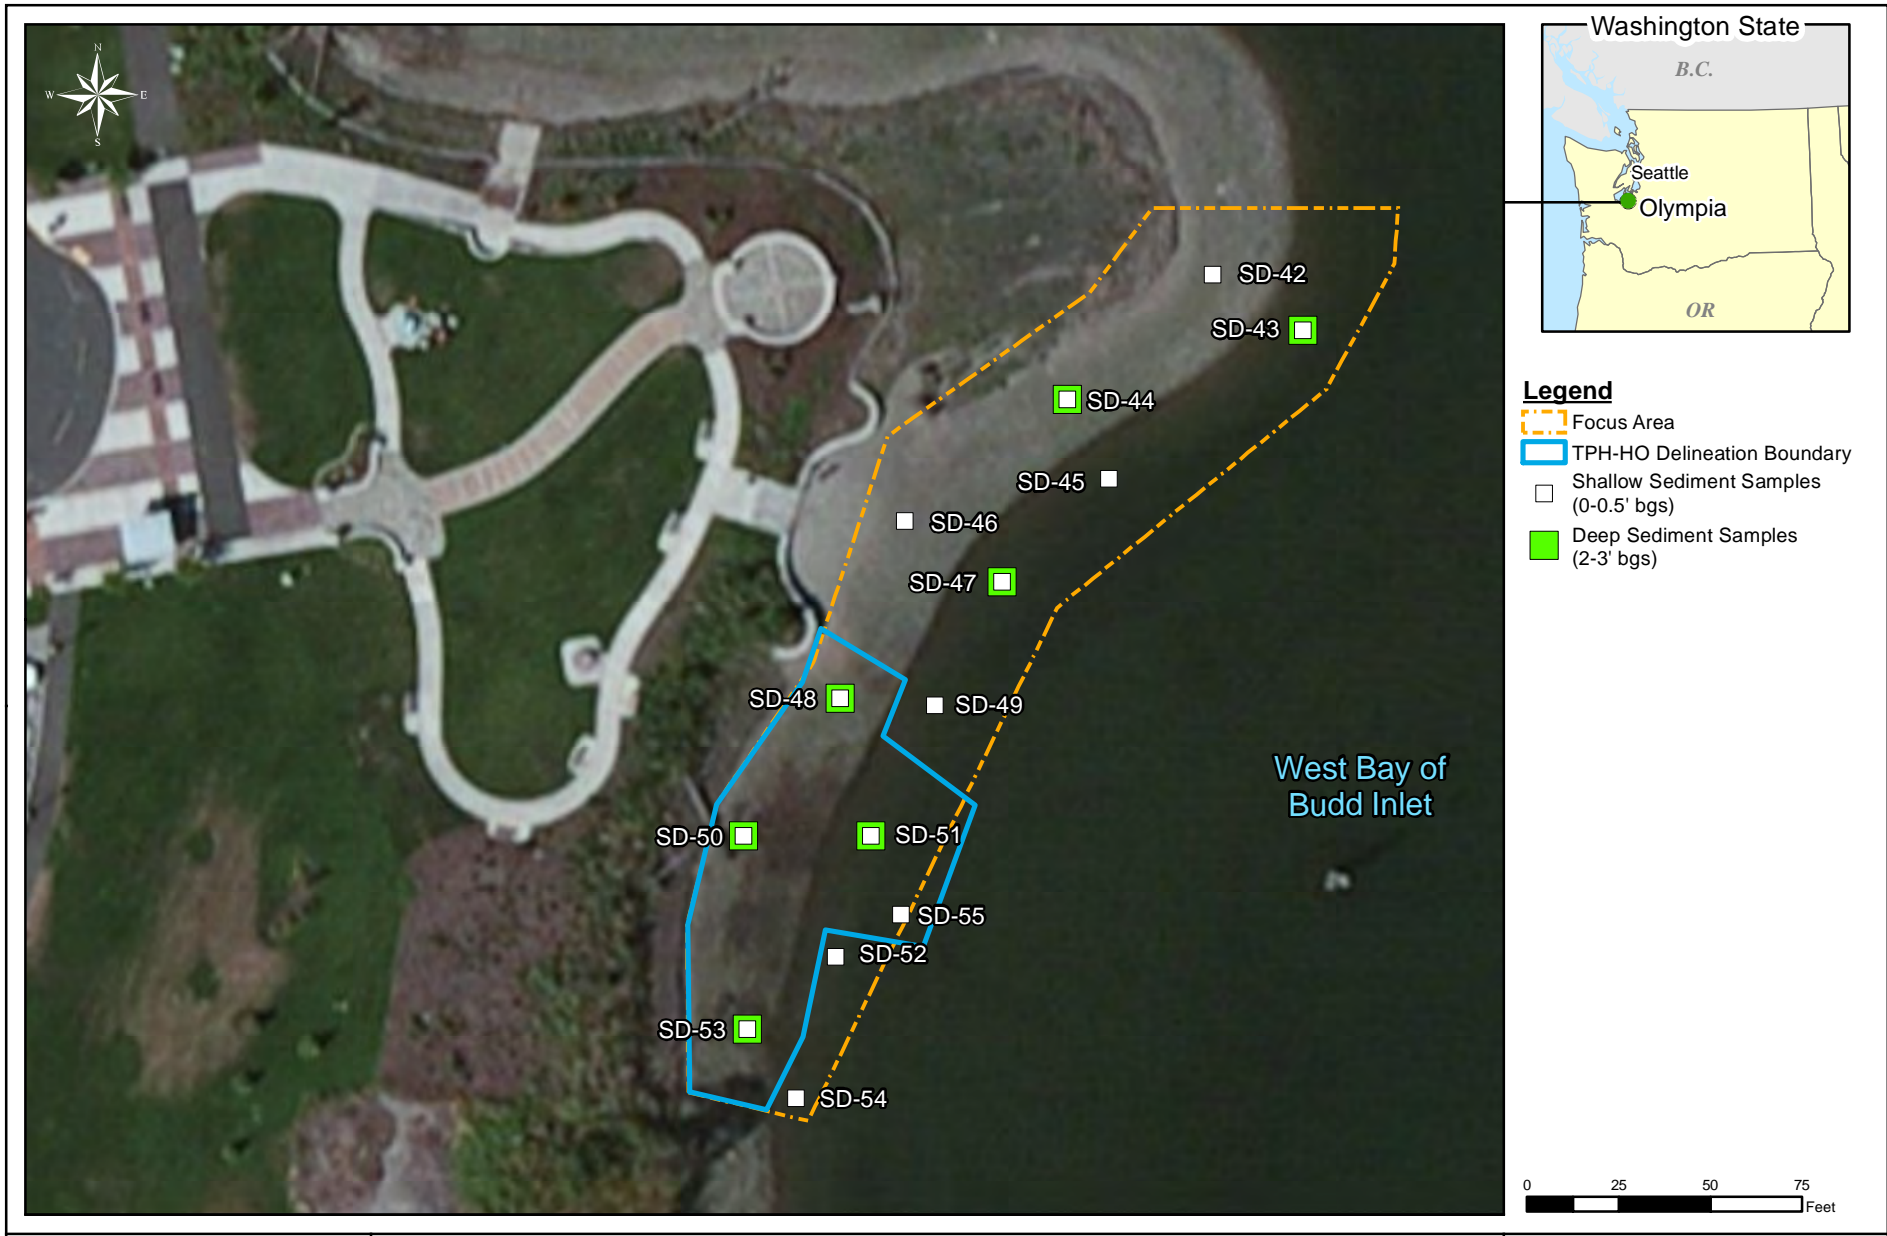 N
W
E
S
SD-42
SD-43
SD-44
SD-45
SD-46
SD-47
SD-48
SD-49
SD-50
SD-51
SD-55
SD-52
SD-53
SD-54
West Bay of
Budd Inlet
Washington State
B.C.
Seattle
Olympia
OR
Legend
Focus Area
TPH-HO Delineation Boundary
Shallow Sediment Samples
(0-0.5' bgs)
Deep Sediment Samples
(2-3' bgs)
0 25 50 75
Feet